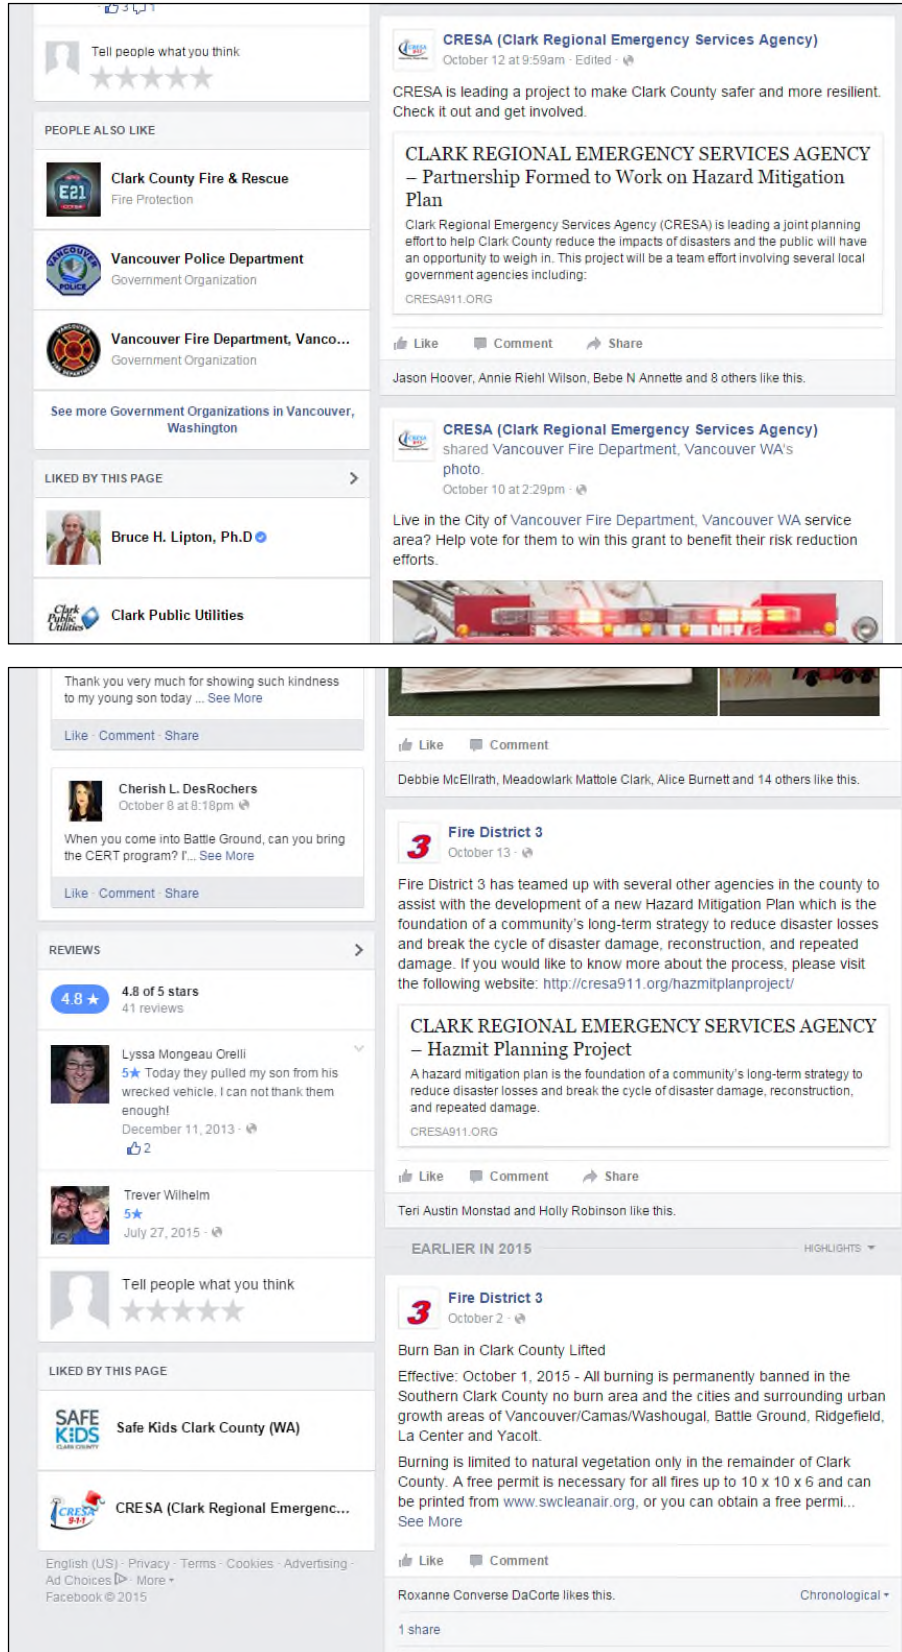 3 1
Tell people what you think
PEOPLE ALSO LIKE
E21
Clark County Fire & Rescue
Fire Protection
VANCOUVER
POLICE
Vancouver Police Department
Government Organization
Vancouver Fire Department, Vanco...
Government Organization
See more Government Organizations in Vancouver,
Washington
LIKED BY THIS PAGE
Bruce H. Lipton, Ph.D
Clark
Public
Utilities
Clark Public Utilities
CRESA (Clark Regional Emergency Services Agency)
October 12 at 9:59am · Edited ·
CRESA is leading a project to make Clark County safer and more resilient.
Check it out and get involved.
CLARK REGIONAL EMERGENCY SERVICES AGENCY
– Partnership Formed to Work on Hazard Mitigation
Plan
Clark Regional Emergency Services Agency (CRESA) is leading a joint planning
effort to help Clark County reduce the impacts of disasters and the public will have
an opportunity to weigh in. This project will be a team effort involving several local
government agencies including:
CRESA911.ORG
Like Comment Share
Jason Hoover, Annie Riehl Wilson, Bebe N Annette and 8 others like this.
CRESA (Clark Regional Emergency Services Agency)
shared Vancouver Fire Department, Vancouver WA's
photo.
October 10 at 2:29pm ·
Live in the City of Vancouver Fire Department, Vancouver WA service
area? Help vote for them to win this grant to benefit their risk reduction
efforts.
Thank you very much for showing such kindness
to my young son today ... See More
Like · Comment · Share
Cherish L. DesRochers
October 8 at 8:18pm
When you come into Battle Ground, can you bring
the CERT program? I'... See More
Like · Comment · Share
REVIEWS
4.8 ★
4.8 of 5 stars
41 reviews
Lyssa Mongeau Orelli
5★ Today they pulled my son from his
wrecked vehicle. I can not thank them
enough!
December 11, 2013 ·
2
Trever Wilhelm
5★
July 27, 2015 ·
Tell people what you think
LIKED BY THIS PAGE
SAFE
KIDS
CLARK COUNTY
Safe Kids Clark County (WA)
CRESA
9-1-1
CRESA (Clark Regional Emergenc...
English (US) · Privacy · Terms · Cookies · Advertising ·
Ad Choices · More
Facebook © 2015
Like Comment
Debbie McEllrath, Meadowlark Mattole Clark, Alice Burnett and 14 others like this.
3
Fire District 3
October 13 ·
Fire District 3 has teamed up with several other agencies in the county to
assist with the development of a new Hazard Mitigation Plan which is the
foundation of a community's long-term strategy to reduce disaster losses
and break the cycle of disaster damage, reconstruction, and repeated
damage. If you would like to know more about the process, please visit
the following website: http://cresa911.org/hazmitplanproject/
CLARK REGIONAL EMERGENCY SERVICES AGENCY
– Hazmit Planning Project
A hazard mitigation plan is the foundation of a community's long-term strategy to
reduce disaster losses and break the cycle of disaster damage, reconstruction,
and repeated damage.
CRESA911.ORG
Like Comment Share
Teri Austin Monstad and Holly Robinson like this.
EARLIER IN 2015 HIGHLIGHTS
3
Fire District 3
October 2 ·
Burn Ban in Clark County Lifted
Effective: October 1, 2015 - All burning is permanently banned in the
Southern Clark County no burn area and the cities and surrounding urban
growth areas of Vancouver/Camas/Washougal, Battle Ground, Ridgefield,
La Center and Yacolt.
Burning is limited to natural vegetation only in the remainder of Clark
County. A free permit is necessary for all fires up to 10 x 10 x 6 and can
be printed from www.swcleanair.org, or you can obtain a free permi...
See More
Like Comment
Roxanne Converse DaCorte likes this. Chronological
1 share